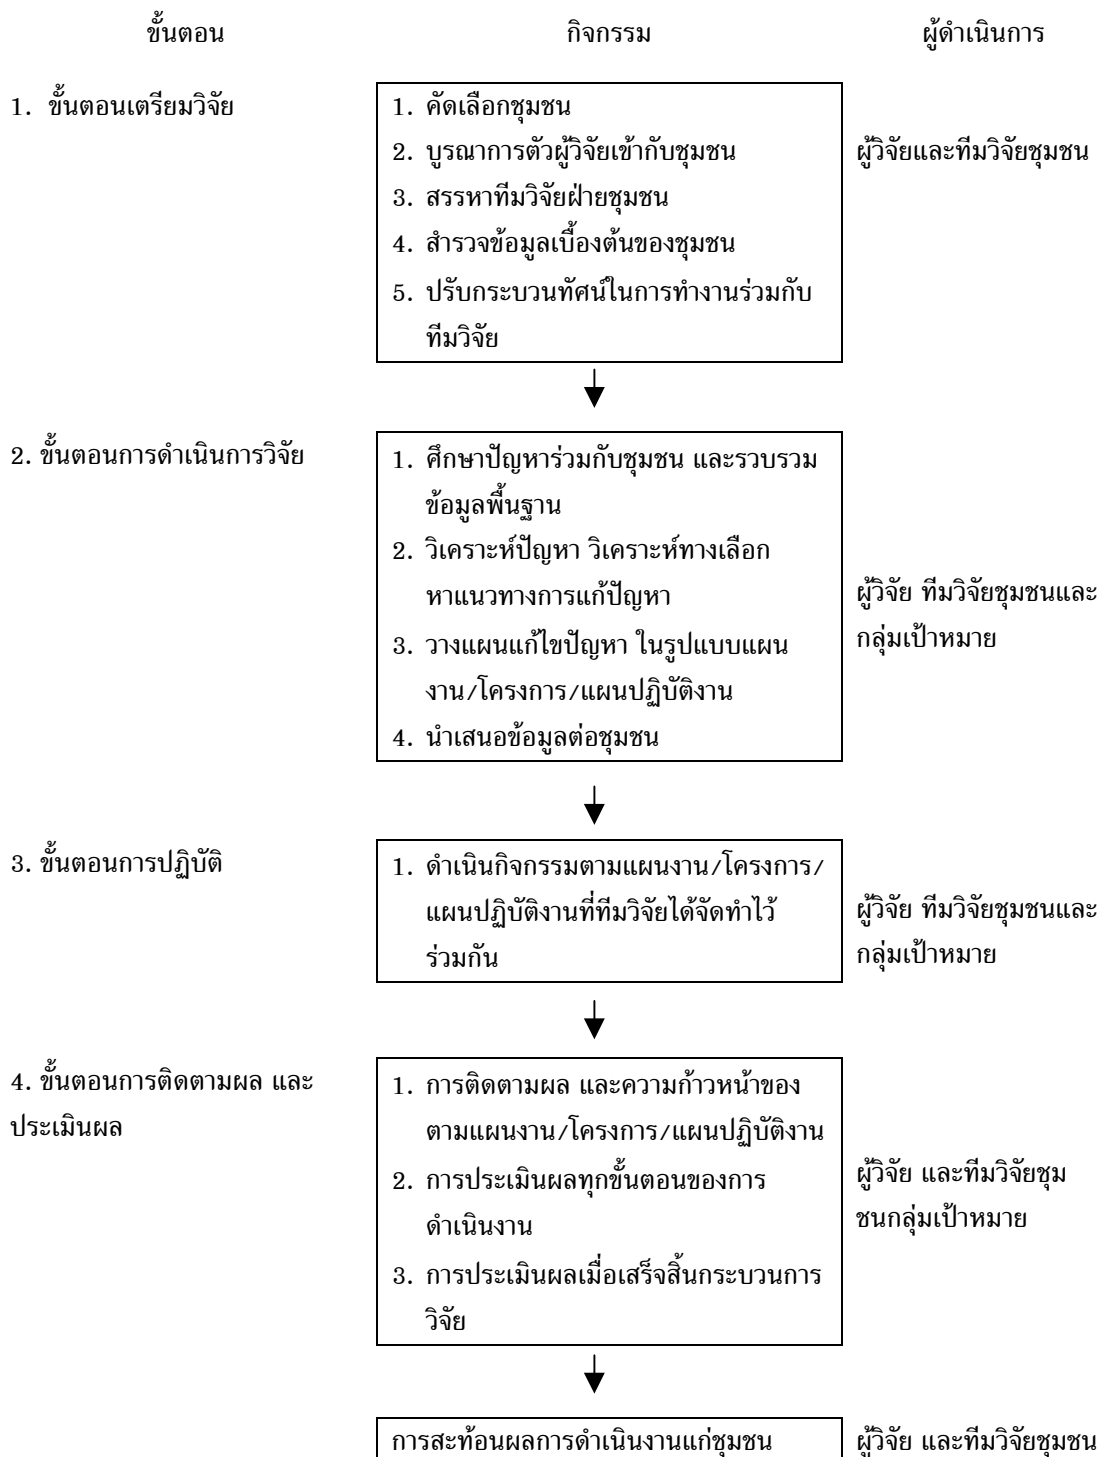 ขั้นตอน กิจกรรม ผู้ดำเนินการ
1. ขั้นตอนเตรียมวิจัย
1. คัดเลือกชุมชน
2. บูรณาการตัวผู้วิจัยเข้ากับชุมชน
3. สรรหาทีมวิจัยฝ่ายชุมชน
4. สำรวจข้อมูลเบื้องต้นของชุมชน
5. ปรับกระบวนทัศน์ในการทำงานร่วมกับ
ทีมวิจัย
ผู้วิจัยและทีมวิจัยชุมชน
2. ขั้นตอนการดำเนินการวิจัย
1. ศึกษาปัญหาร่วมกับชุมชน และรวบรวม
ข้อมูลพื้นฐาน
2. วิเคราะห์ปัญหา วิเคราะห์ทางเลือก
หาแนวทางการแก้ปัญหา
3. วางแผนแก้ไขปัญหา ในรูปแบบแผน
งาน/โครงการ/แผนปฏิบัติงาน
4. นำเสนอข้อมูลต่อชุมชน
ผู้วิจัย ทีมวิจัยชุมชนและ
กลุ่มเป้าหมาย
3. ขั้นตอนการปฏิบัติ
1. ดำเนินกิจกรรมตามแผนงาน/โครงการ/
แผนปฏิบัติงานที่ทีมวิจัยได้จัดทำไว้
ร่วมกัน
ผู้วิจัย ทีมวิจัยชุมชนและ
กลุ่มเป้าหมาย
4. ขั้นตอนการติดตามผล และ
ประเมินผล
1. การติดตามผล และความก้าวหน้าของ
ตามแผนงาน/โครงการ/แผนปฏิบัติงาน
2. การประเมินผลทุกขั้นตอนของการ
ดำเนินงาน
3. การประเมินผลเมื่อเสร็จสิ้นกระบวนการ
วิจัย
ผู้วิจัย และทีมวิจัยชุม
ชนกลุ่มเป้าหมาย
การสะท้อนผลการดำเนินงานแก่ชุมชน
ผู้วิจัย และทีมวิจัยชุมชน